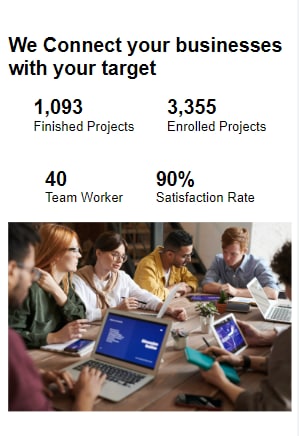 We Connect your businesses
with your target
1,093
3,355
Finished Projects
Enrolled Projects
40
90%
Team Worker
Satisfaction Rate